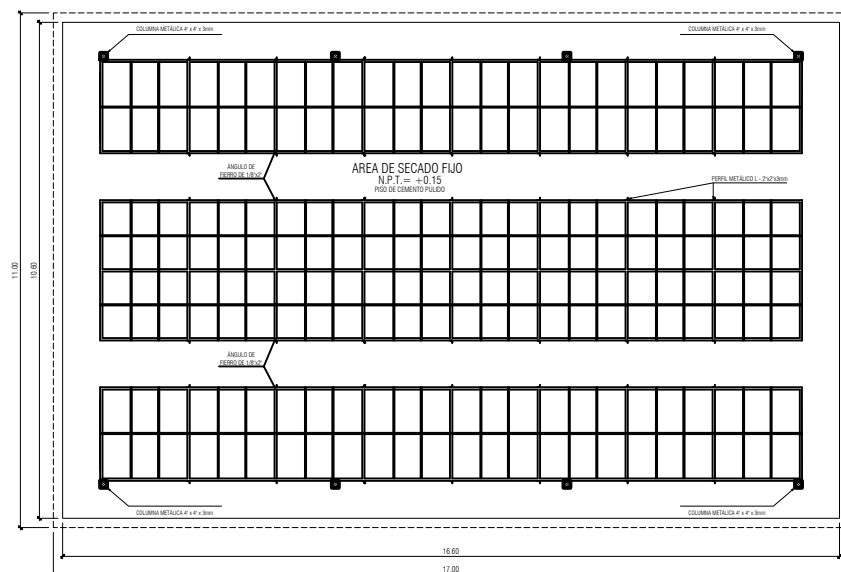 COLUMNA METÁLICA 4" x 4" x 3mm
COLUMNA METÁLICA 4" x 4" x 3mm
ÁNGULO DE
FIERRO DE 1/8"x2"
AREA DE SECADO FIJO
N.P.T.= +0.15
PISO DE CEMENTO PULIDO
PERFIL METÁLICO L - 2"x2"x3mm
11.00
10.60
ÁNGULO DE
FIERRO DE 1/8"x2"
COLUMNA METÁLICA 4" x 4" x 3mm
COLUMNA METÁLICA 4" x 4" x 3mm
16.60
17.00